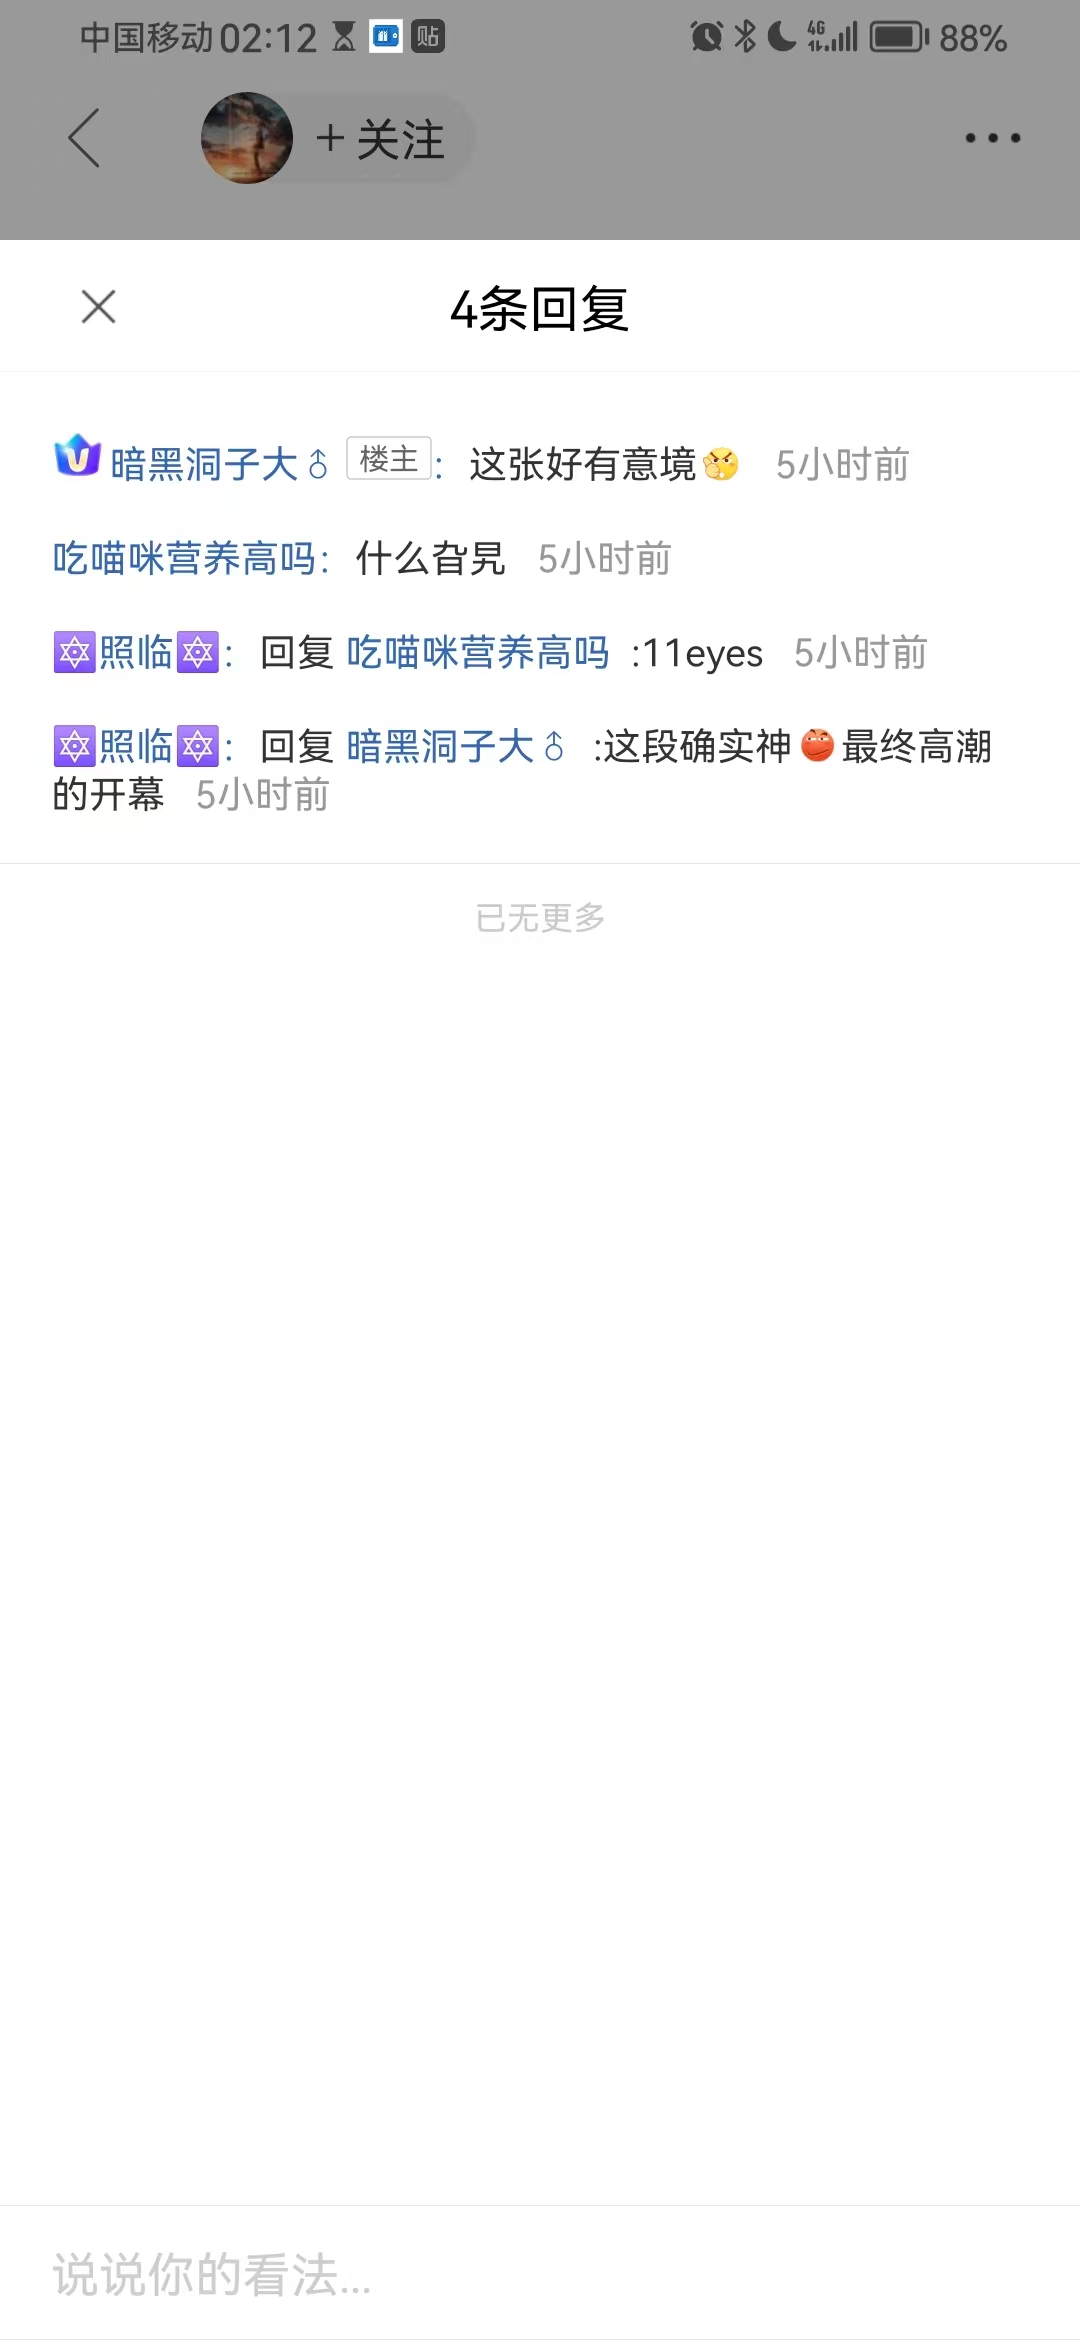 中国移动 02:12 贴 4G 88%
+ 关注
4条回复
暗黑洞子大♂ 楼主： 这张好有意境 5小时前
吃喵咪营养高吗： 什么旮旯 5小时前
照临： 回复 吃喵咪营养高吗 :11eyes 5小时前
照临： 回复 暗黑洞子大♂ :这段确实神 最终高潮
的开幕 5小时前
已无更多
说说你的看法...